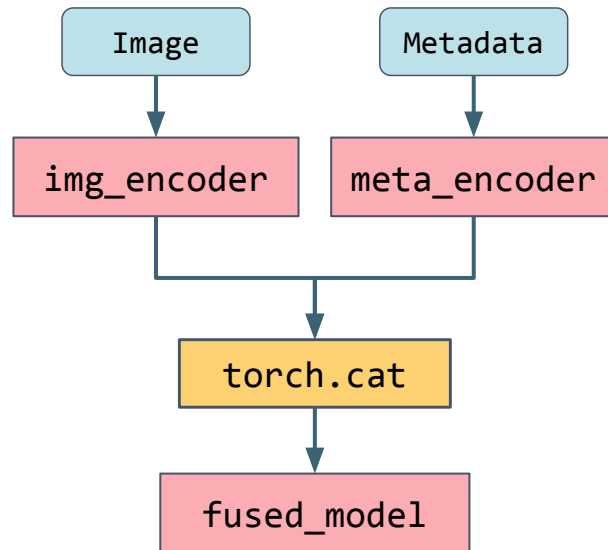 Image
Metadata
img_encoder
meta_encoder
torch.cat
fused_model